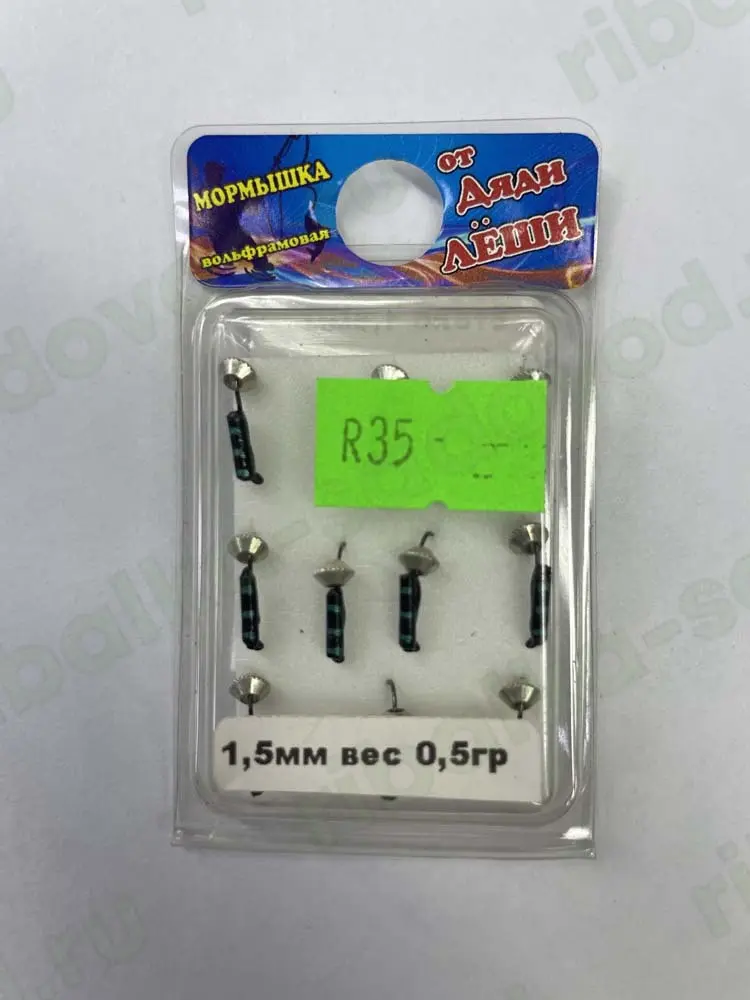 МОРМЫШКА
вольфрамовая
от
Дяди
ЛЁШИ
R35
1,5мм вес 0,5гр